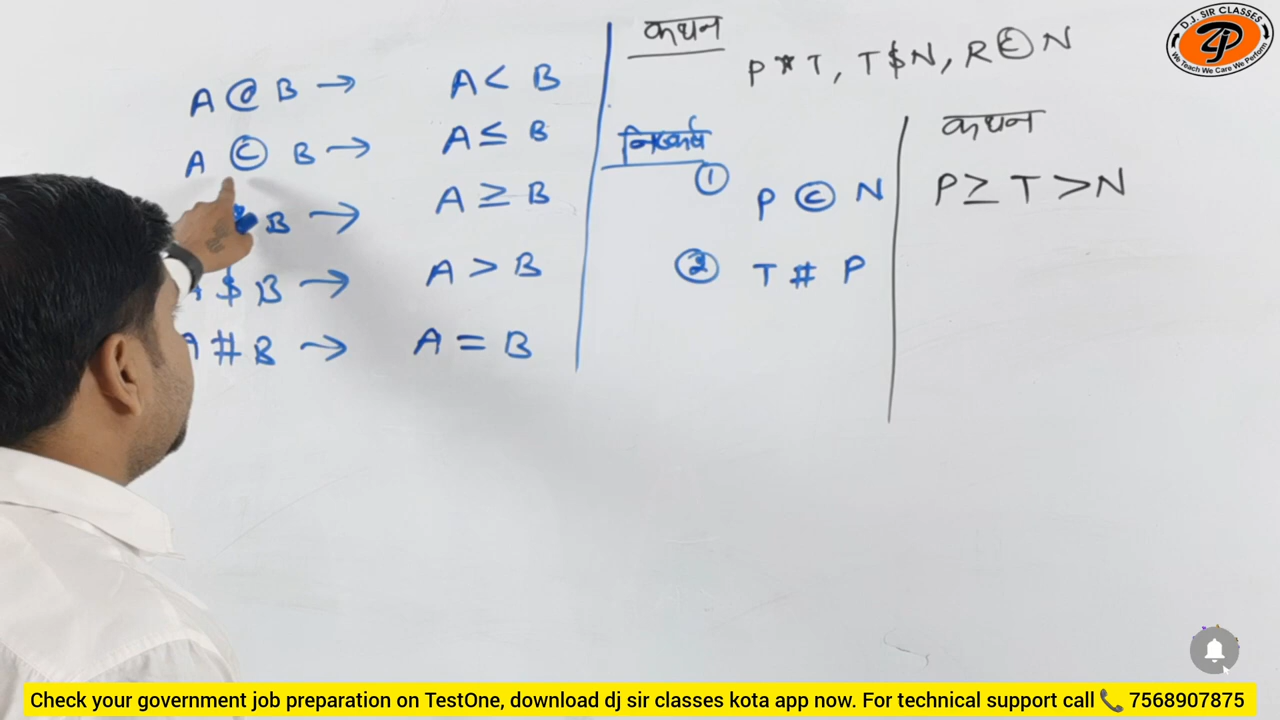 A @ B → A < B
A © B → A ≤ B
B → A ≥ B
A $ B → A > B
A # B → A = B
कथन
P * T, T $ N, R © N
निष्कर्ष
① P © N
② T # P
कथन
P ≥ T > N
D.J. SIR CLASSES
We Teach We Care We Perform
Check your government job preparation on TestOne, download dj sir classes kota app now. For technical support call 📞 7568907875